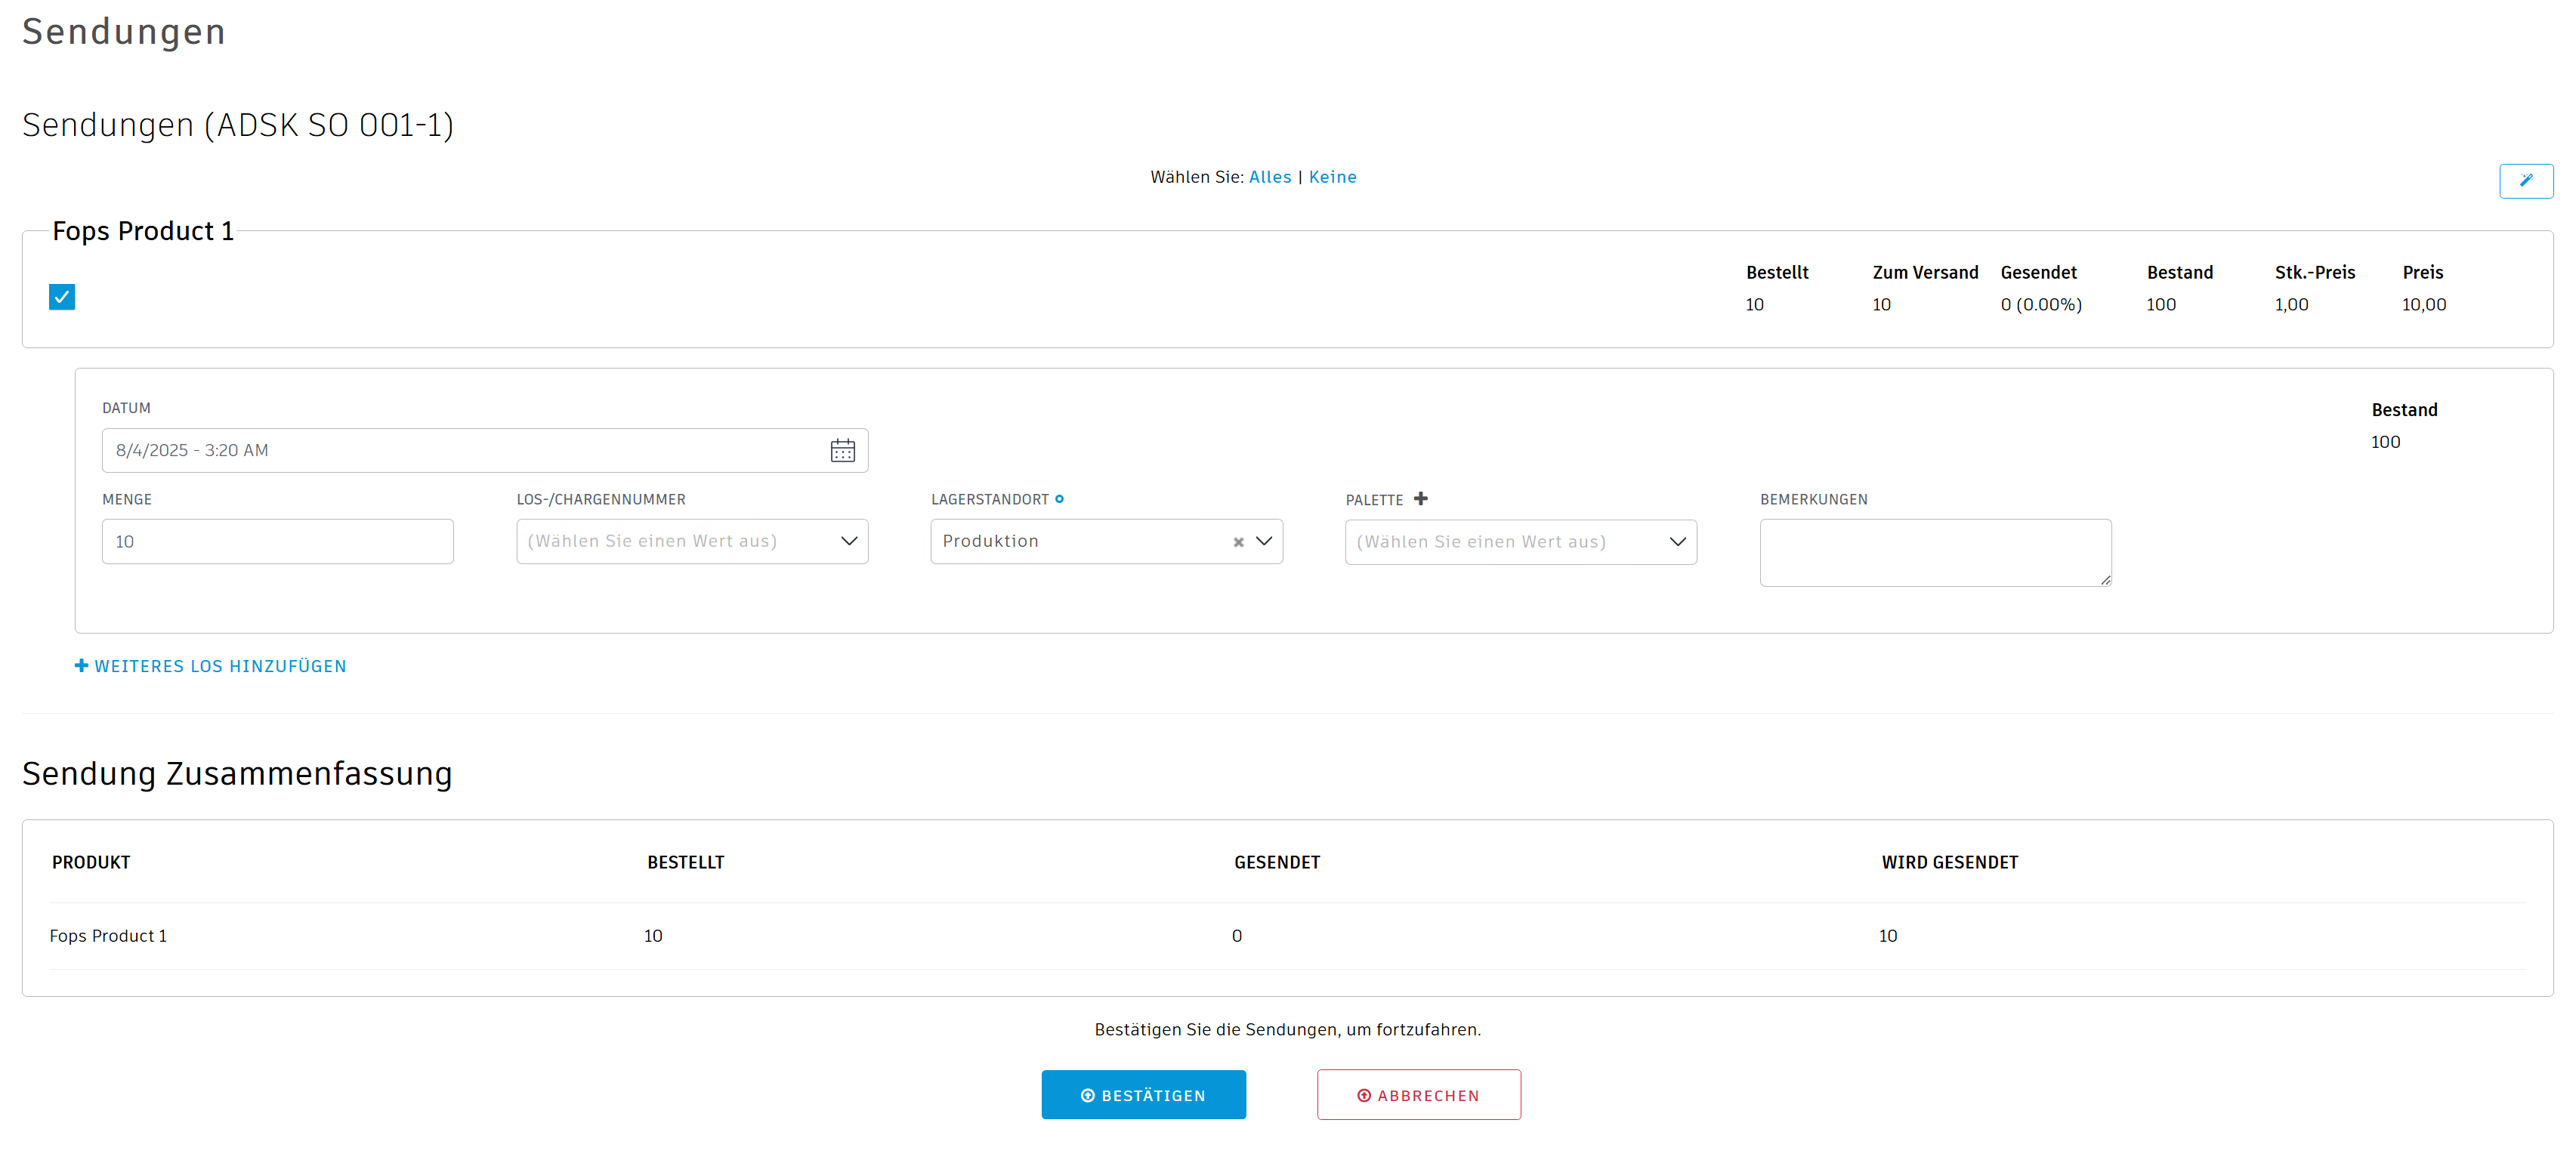 Sendungen
Sendungen (ADSK SO 001-1)
Wählen Sie: Alles | Keine
Fops Product 1
Bestellt Zum Versand Gesendet Bestand Stk.-Preis Preis
10 10 0 (0.00%) 100 1,00 10,00
DATUM
Bestand
8/4/2025 - 3:20 AM
100
MENGE LOS-/CHARGENNUMMER LAGERSTANDORT PALETTE BEMERKUNGEN
10 (Wählen Sie einen Wert aus) Produktion (Wählen Sie einen Wert aus)
WEITERES LOS HINZUFÜGEN
Sendung Zusammenfassung
PRODUKT BESTELLT GESENDET WIRD GESENDET
Fops Product 1 10 0 10
Bestätigen Sie die Sendungen, um fortzufahren.
BESTÄTIGEN ABBRECHEN